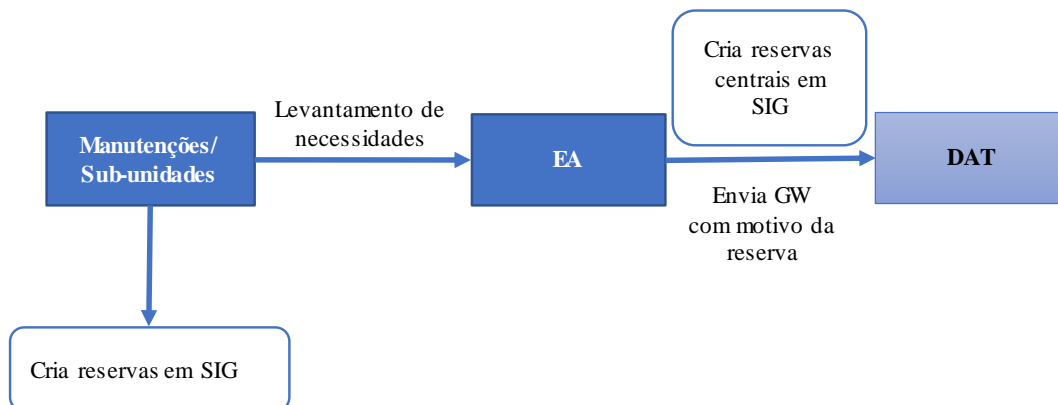 Manutenções/
Sub-unidades
Levantamento de
necessidades
EA
Cria reservas
centrais em
SIG
Envia GW
com motivo da
reserva
DAT
Cria reservas em SIG